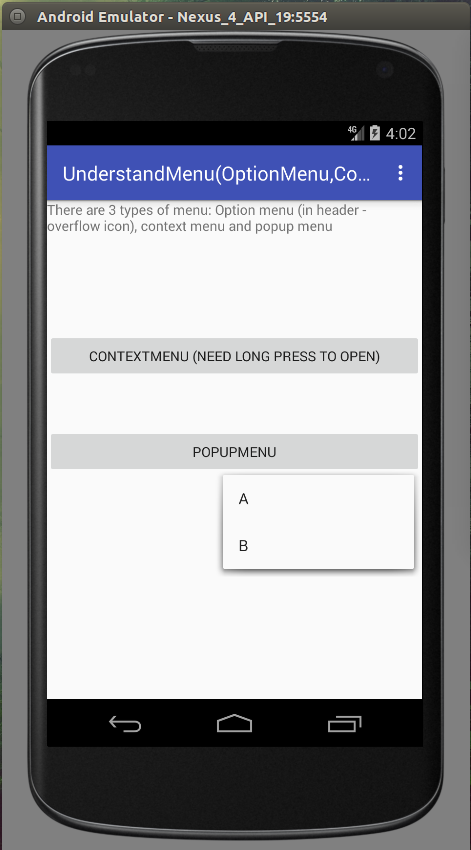 Android Emulator - Nexus_4_API_19:5554
4G 4:02
UnderstandMenu(OptionMenu,Co...
There are 3 types of menu: Option menu (in header -
overflow icon), context menu and popup menu
CONTEXTMENU (NEED LONG PRESS TO OPEN)
POPUPMENU
A
B